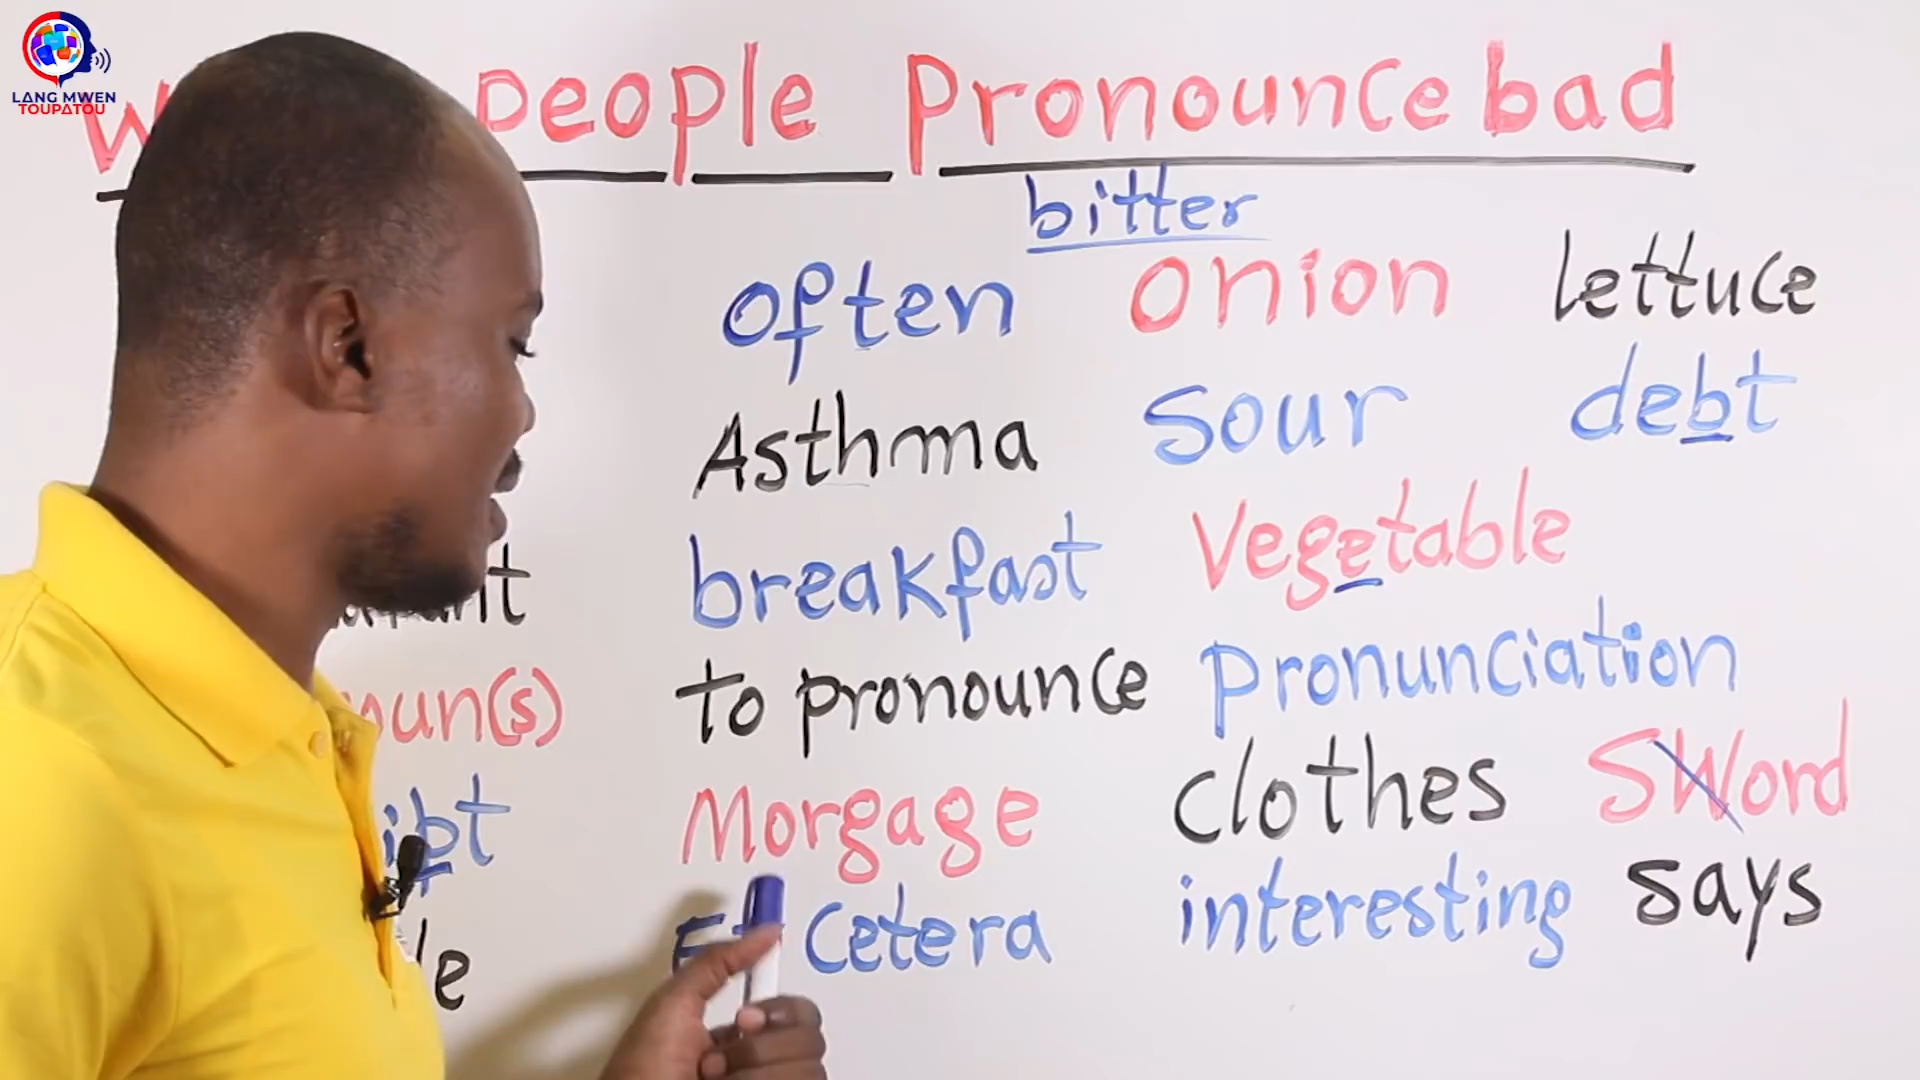 LANG MWEN
TOUPATOU
people pronounce bad
bitter
often onion lettuce
Asthma sour debt
breakfast Vegetable
to pronounce pronunciation
Morgage clothes SWord
Et Cetera interesting says